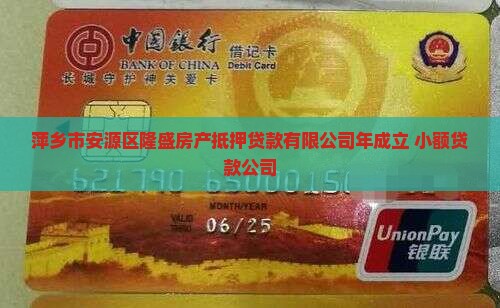 中国银行
BANK OF CHINA
借记卡
Debit Card
长城守护神关爱卡
萍乡市安源区隆盛房产抵押贷款有限公司年成立 小额贷
款公司
MONTH/YEAR
VALID
THRU
06/25
UnionPay
银联